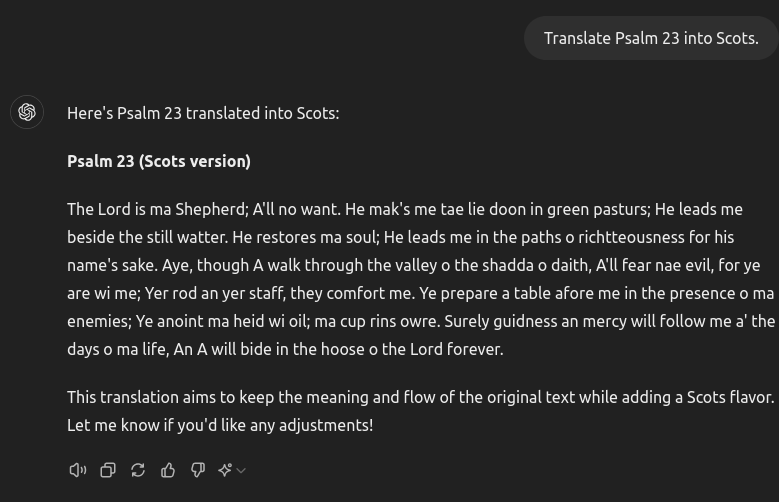 Translate Psalm 23 into Scots.
Here's Psalm 23 translated into Scots:
Psalm 23 (Scots version)
The Lord is ma Shepherd; A'll no want. He mak's me tae lie doon in green pasturs; He leads me
beside the still watter. He restores ma soul; He leads me in the paths o richtteousness for his
name's sake. Aye, though A walk through the valley o the shadda o daith, A'll fear nae evil, for ye
are wi me; Yer rod an yer staff, they comfort me. Ye prepare a table afore me in the presence o ma
enemies; Ye anoint ma heid wi oil; ma cup rins owre. Surely guidness an mercy will follow me a' the
days o ma life, An A will bide in the hoose o the Lord forever.
This translation aims to keep the meaning and flow of the original text while adding a Scots flavor.
Let me know if you'd like any adjustments!